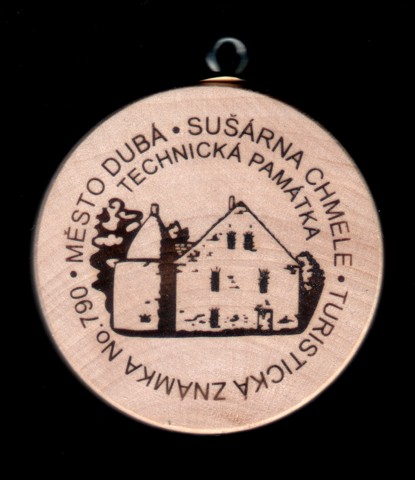 MĚSTO DUBÁ • SUŠÁRNA CHMELE • TURISTICKÁ ZNÁMKA No.790 •
TECHNICKÁ PAMÁTKA